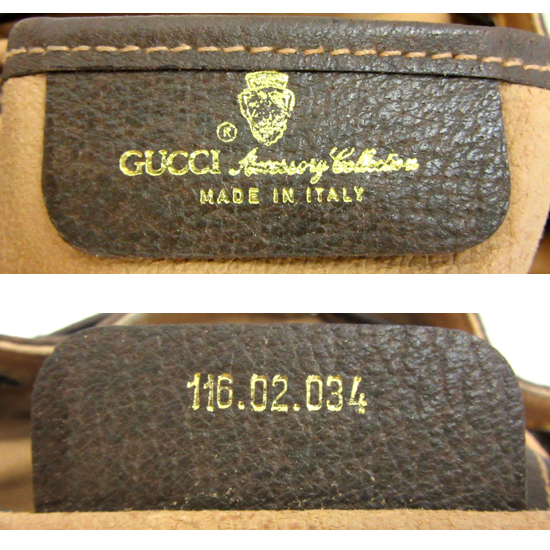 ®
GUCCI Accessory Collection
MADE IN ITALY
116.02.034